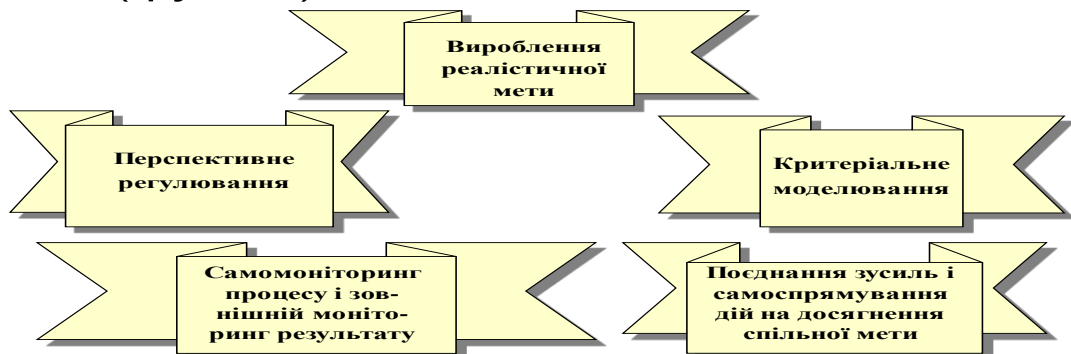 Вироблення
реалістичної
мети
Перспективне
регулювання
Критеріальне
моделювання
Самомоніторинг
процесу і зов-
нішній моніто-
ринг результату
Поєднання зусиль і
самоспрямування
дій на досягнення
спільної мети